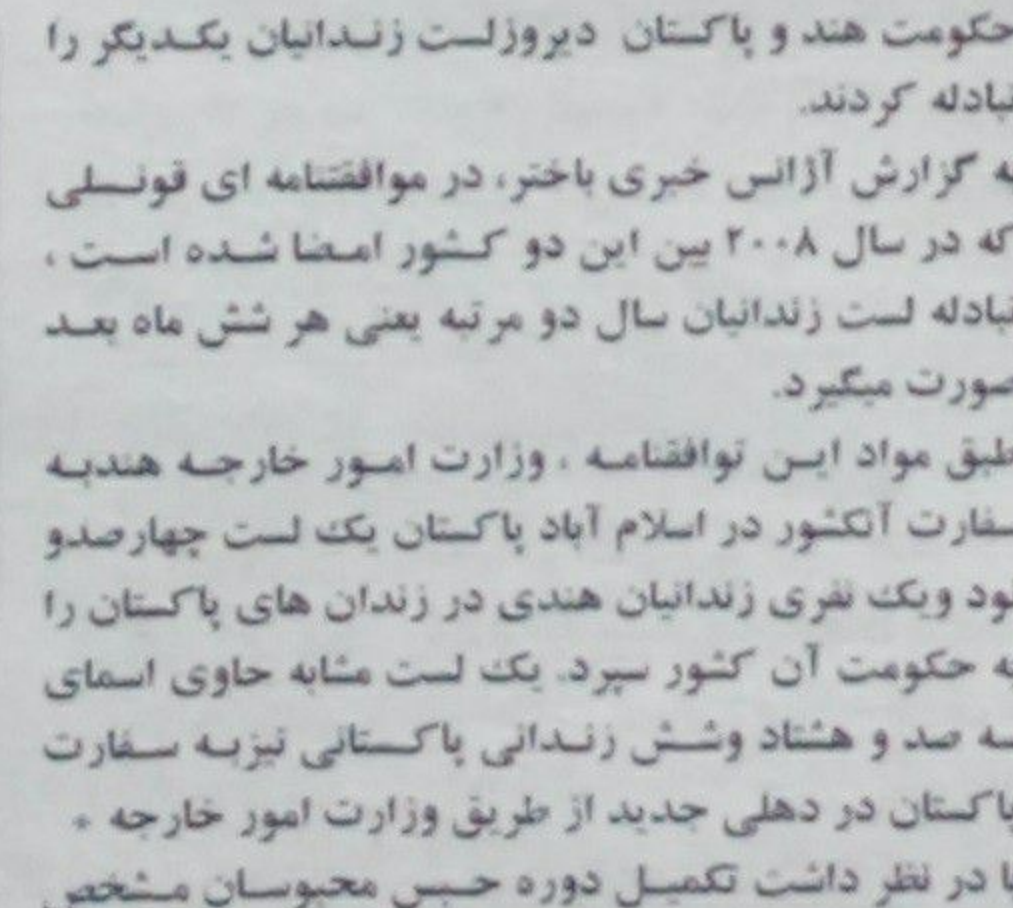 حکومت هند و پاکستان دیروزلست زندانیان یکدیگر را
تبادله کردند.
به گزارش آژانس خبری باختر، در موافقتنامه ای قونسلی
که در سال ۲۰۰۸ بین این دو کشور امضا شده است ،
تبادله لست زندانیان سال دو مرتبه یعنی هر شش ماه بعد
صورت میگیرد.
طبق مواد این توافقنامه ، وزارت امور خارجه هندبه
سفارت آنکشور در اسلام آباد پاکستان یک لست چهارصدو
نود ویک نفری زندانیان هندی در زندان های پاکستان را
به حکومت آن کشور سپرد. یک لست مشابه حاوی اسمای
سه صد و هشتاد وشش زندانی پاکستانی نیزبه سفارت
پاکستان در دهلی جدید از طریق وزارت امور خارجه *
با در نظر داشت تکمیل دوره حبس محبوسان مشخص